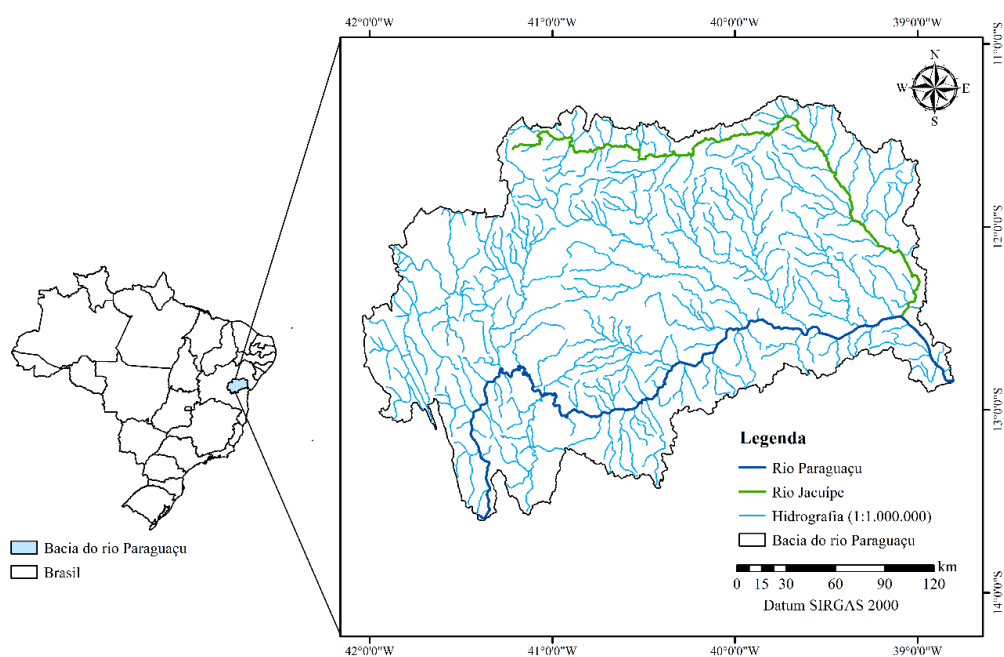 42°0'0"W 41°0'0"W 40°0'0"W 39°0'0"W
11°0'0"S
N
W E
S
12°0'0"S
13°0'0"S
Legenda
Rio Paraguaçu
Rio Jacuípe
Hidrografia (1:1.000.000)
Bacia do rio Paraguaçu
km
0 15 30 60 90 120
Datum SIRGAS 2000
14°0'0"S
Bacia do rio Paraguaçu
Brasil
42°0'0"W 41°0'0"W 40°0'0"W 39°0'0"W